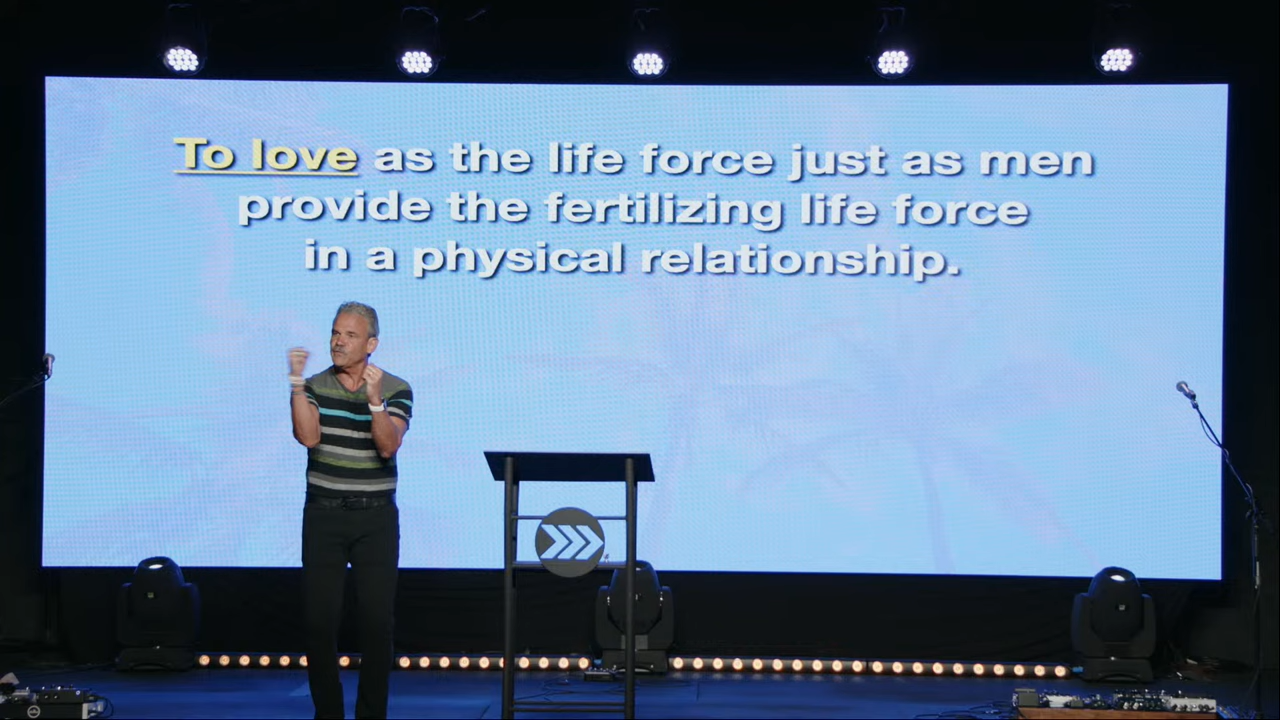 To love as the life force just as men
provide the fertilizing life force
in a physical relationship.